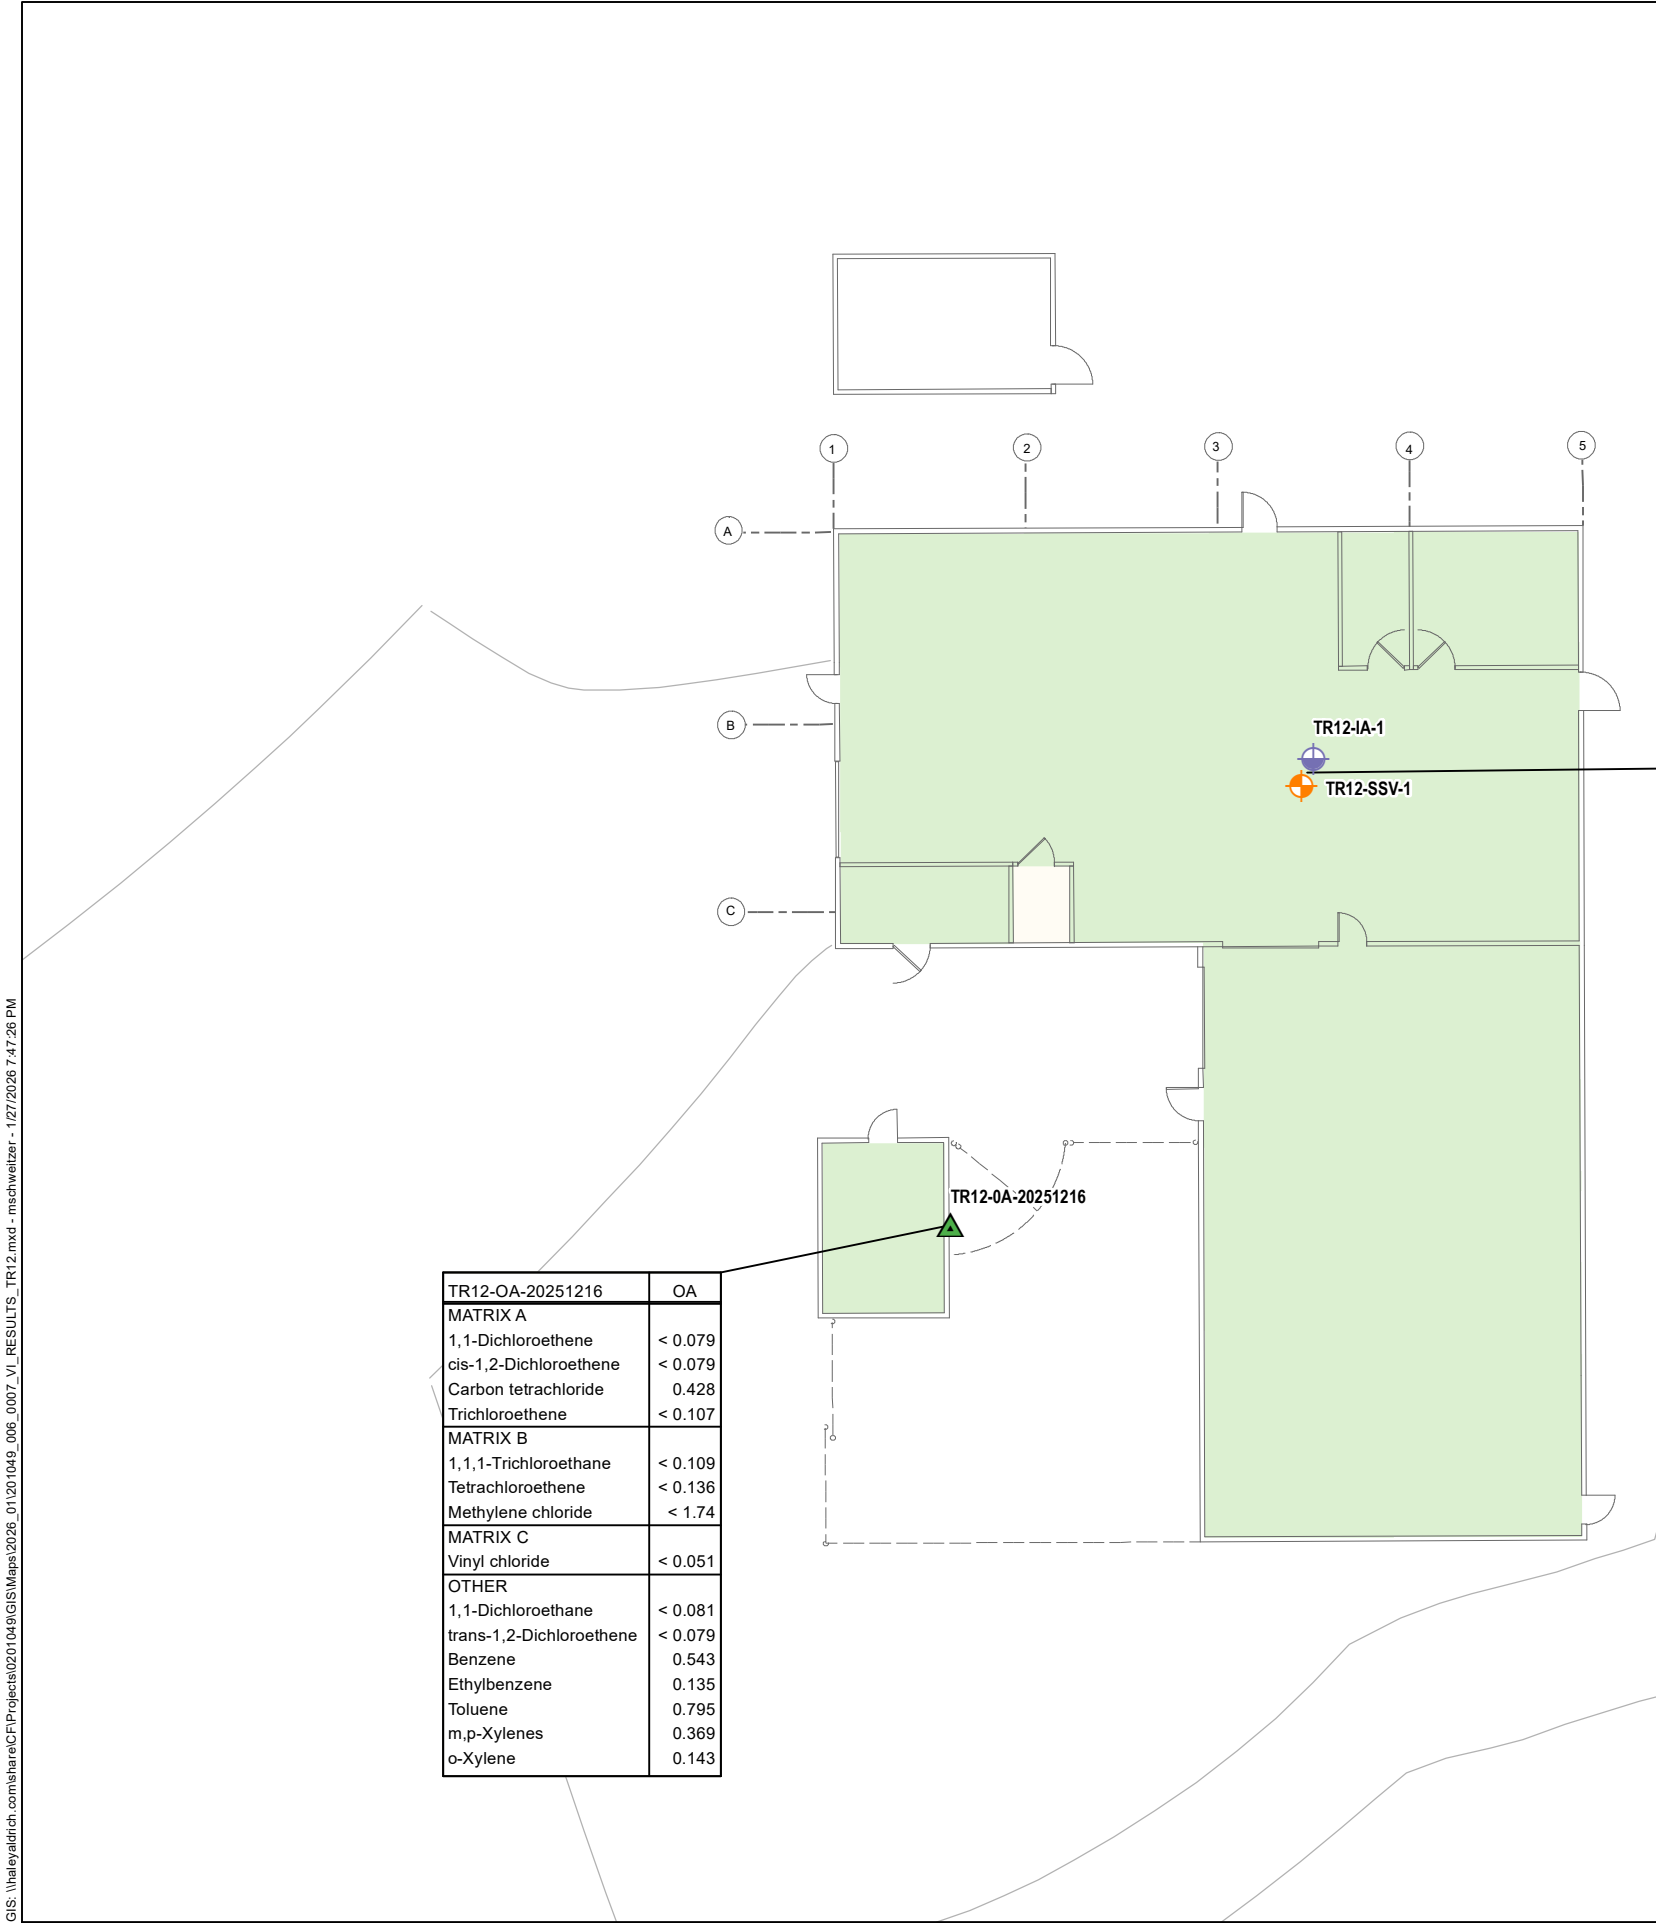 1
2
3
4
5
A
B
C
TR12-IA-1
TR12-SSV-1
TR12-0A-20251216
TR12-OA-20251216 OA
MATRIX A
1,1-Dichloroethene < 0.079
cis-1,2-Dichloroethene < 0.079
Carbon tetrachloride 0.428
Trichloroethene < 0.107
MATRIX B
1,1,1-Trichloroethane < 0.109
Tetrachloroethene < 0.136
Methylene chloride < 1.74
MATRIX C
Vinyl chloride < 0.051
OTHER
1,1-Dichloroethane < 0.081
trans-1,2-Dichloroethene < 0.079
Benzene 0.543
Ethylbenzene 0.135
Toluene 0.795
m,p-Xylenes 0.369
o-Xylene 0.143
GIS: \\haleyaldrich.com\share\CF\Projects\0201049\GIS\Maps\2026_01\201049_006_0007_VI_RESULTS_TR12.mxd - mschweitzer - 1/27/2026 7:47:26 PM